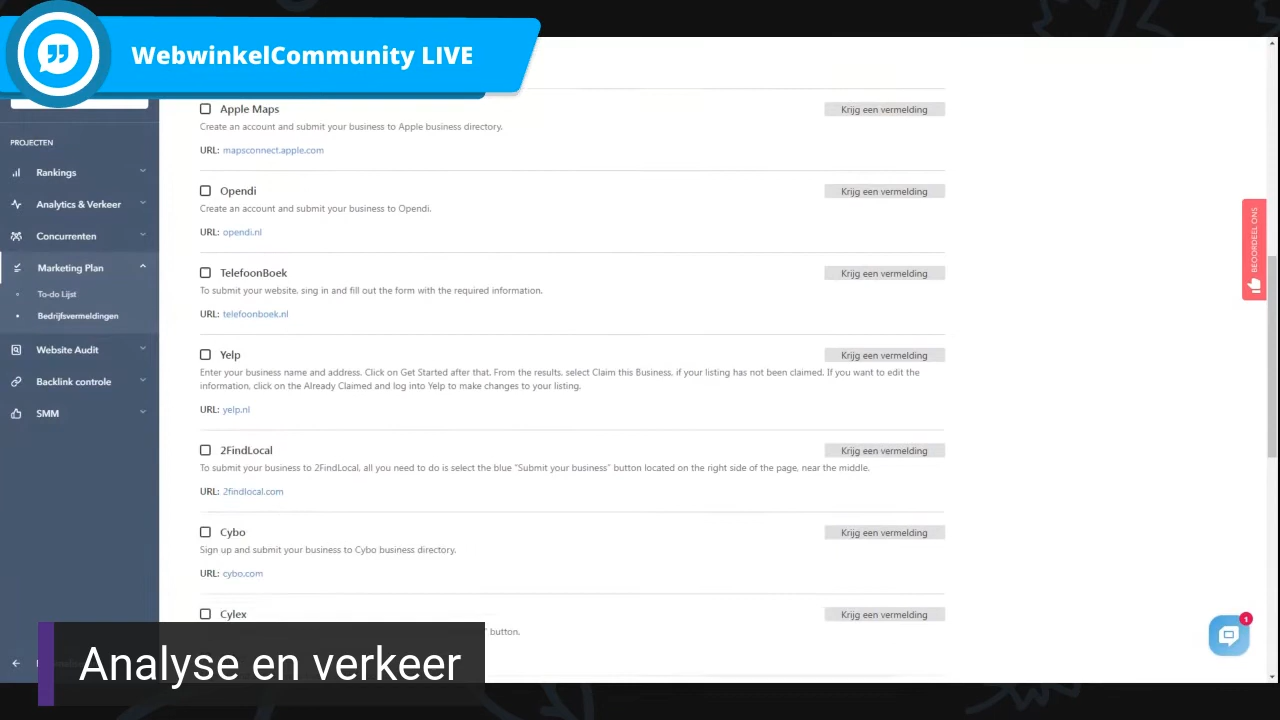 WebwinkelCommunity LIVE
PROJECTEN
Rankings
Analytics & Verkeer
Concurrenten
Marketing Plan
To-do Lijst
Bedrijfsvermeldingen
Website Audit
Backlink controle
SMM
Apple Maps
Krijg een vermelding
Create an account and submit your business to Apple business directory.
URL: mapsconnect.apple.com
Opendi
Krijg een vermelding
Create an account and submit your business to Opendi.
URL: opendi.nl
TelefoonBoek
Krijg een vermelding
To submit your website, sing in and fill out the form with the required information.
URL: telefoonboek.nl
Yelp
Krijg een vermelding
Enter your business name and address. Click on Get Started after that. From the results, select Claim this Business, if your listing has not been claimed. If you want to edit the
information, click on the Already Claimed and log into Yelp to make changes to your listing.
URL: yelp.nl
2FindLocal
Krijg een vermelding
To submit your business to 2FindLocal, all you need to do is select the blue "Submit your business" button located on the right side of the page, near the middle.
URL: 2findlocal.com
Cybo
Krijg een vermelding
Sign up and submit your business to Cybo business directory.
URL: cybo.com
Cylex
Krijg een vermelding
" button.
BEOORDEEL ONS
1
Analyse en verkeer